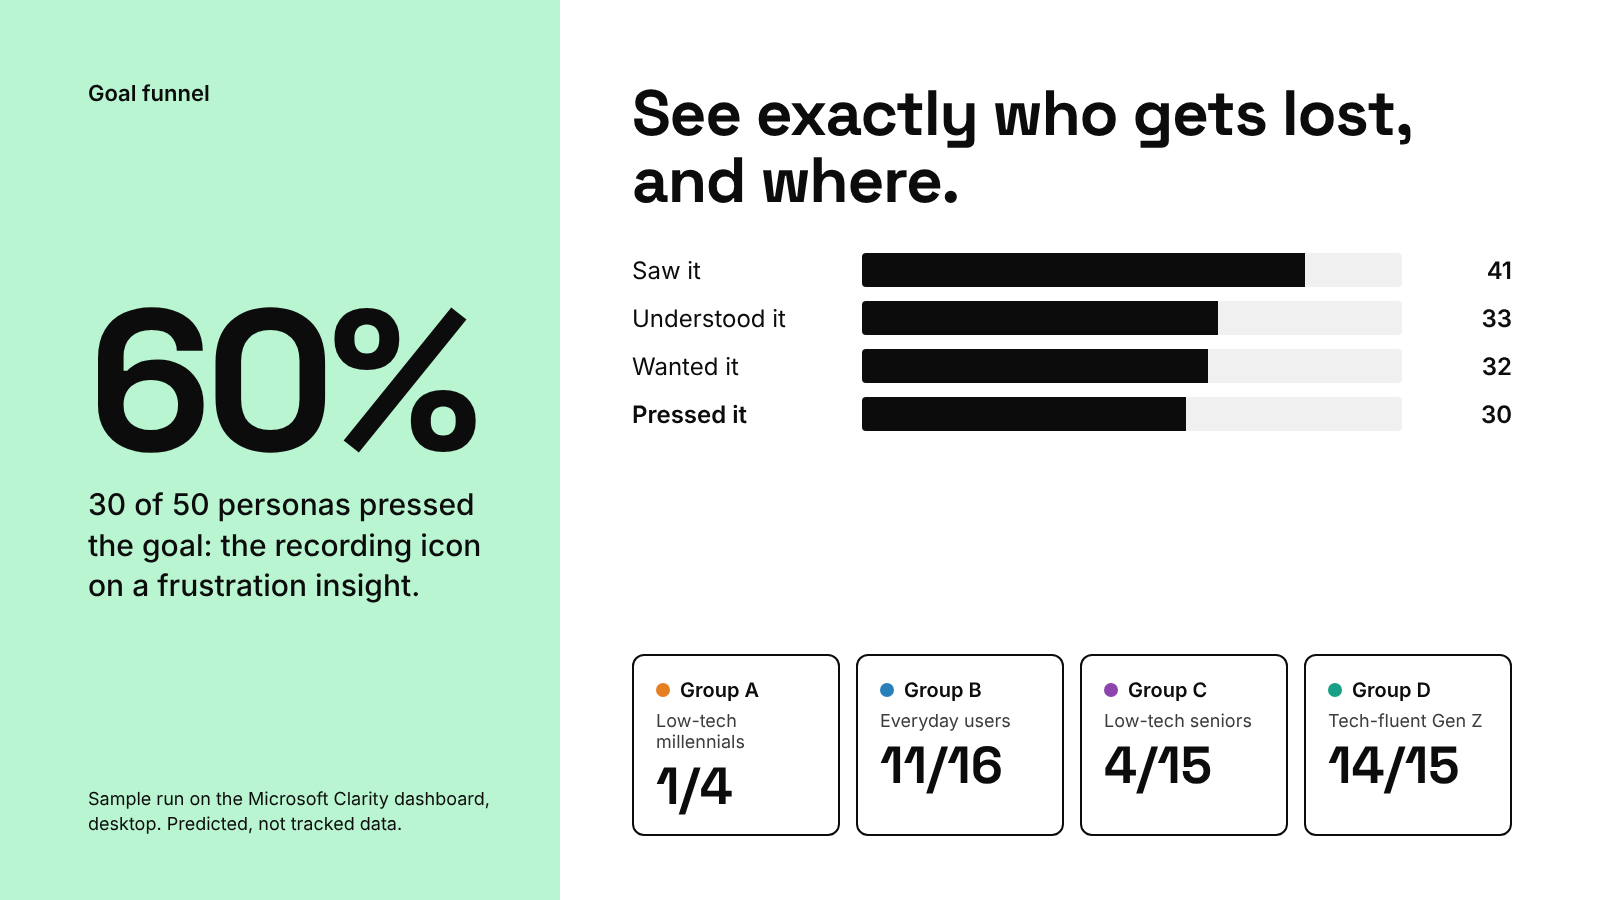 Goal funnel
60%
30 of 50 personas pressed
the goal: the recording icon
on a frustration insight.
Sample run on the Microsoft Clarity dashboard,
desktop. Predicted, not tracked data.
See exactly who gets lost,
and where.
Saw it 41
Understood it 33
Wanted it 32
Pressed it 30
Group A
Low-tech
millennials
1/4
Group B
Everyday users
11/16
Group C
Low-tech seniors
4/15
Group D
Tech-fluent Gen Z
14/15